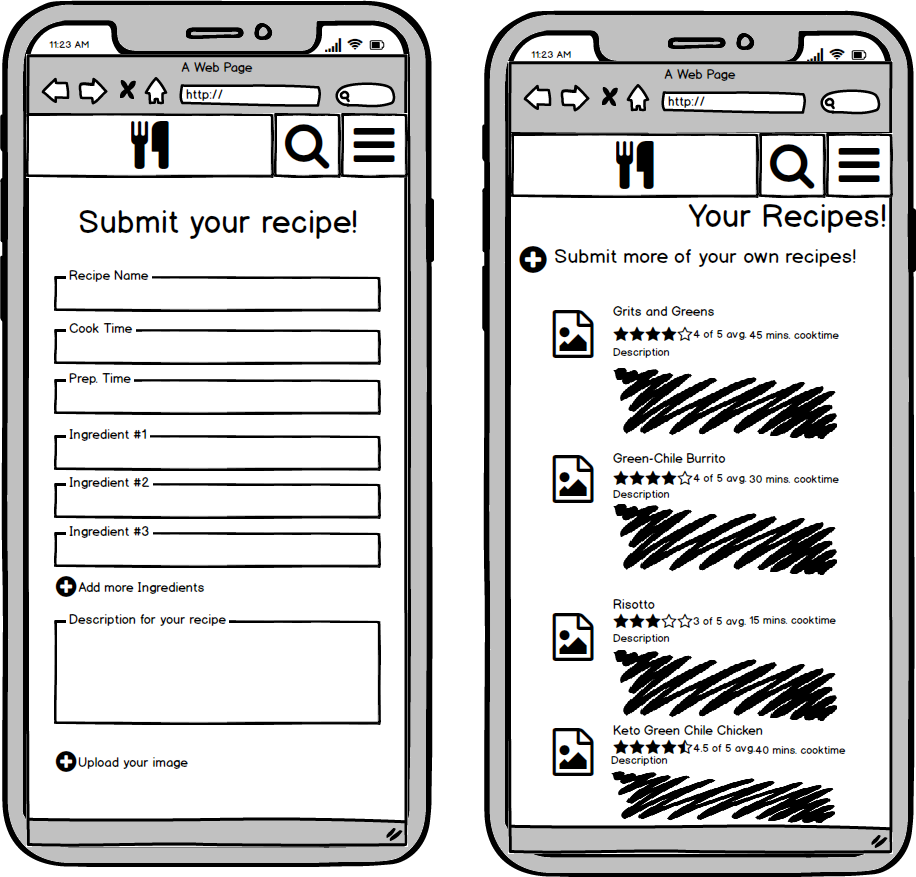 11:23 AM
A Web Page
http://
Submit your recipe!
Recipe Name
Cook Time
Prep. Time
Ingredient #1
Ingredient #2
Ingredient #3
Add more Ingredients
Description for your recipe
Upload your image
11:23 AM
A Web Page
http://
Your Recipes!
Submit more of your own recipes!
Grits and Greens
4 of 5 avg. 45 mins. cooktime
Description
Green-Chile Burrito
4 of 5 avg. 30 mins. cooktime
Description
Risotto
3 of 5 avg. 15 mins. cooktime
Description
Keto Green Chile Chicken
4.5 of 5 avg. 40 mins. cooktime
Description